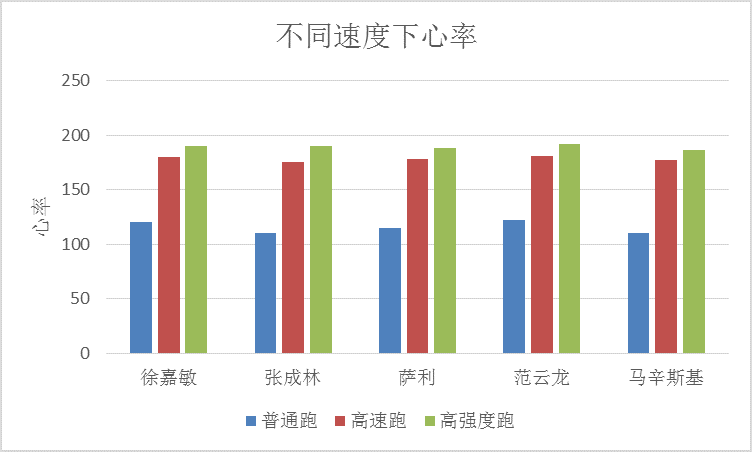 不同速度下心率
250
200
150
100
50
0
心率
徐嘉敏 张成林 萨利 范云龙 马辛斯基
普通跑 高速跑 高强度跑